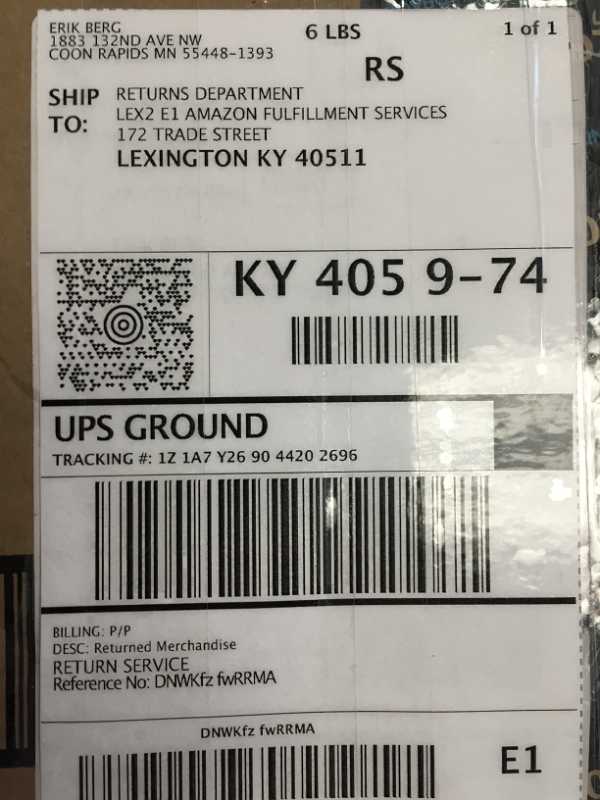 ERIK BERG
1883 132ND AVE NW
COON RAPIDS MN 55448-1393
6 LBS
1 of 1
RS
SHIP TO:
RETURNS DEPARTMENT
LEX2 E1 AMAZON FULFILLMENT SERVICES
172 TRADE STREET
LEXINGTON KY 40511
KY 405 9-74
UPS GROUND
TRACKING #: 1Z 1A7 Y26 90 4420 2696
BILLING: P/P
DESC: Returned Merchandise
RETURN SERVICE
Reference No: DNWKfz fwRRMA
DNWKfz fwRRMA
E1